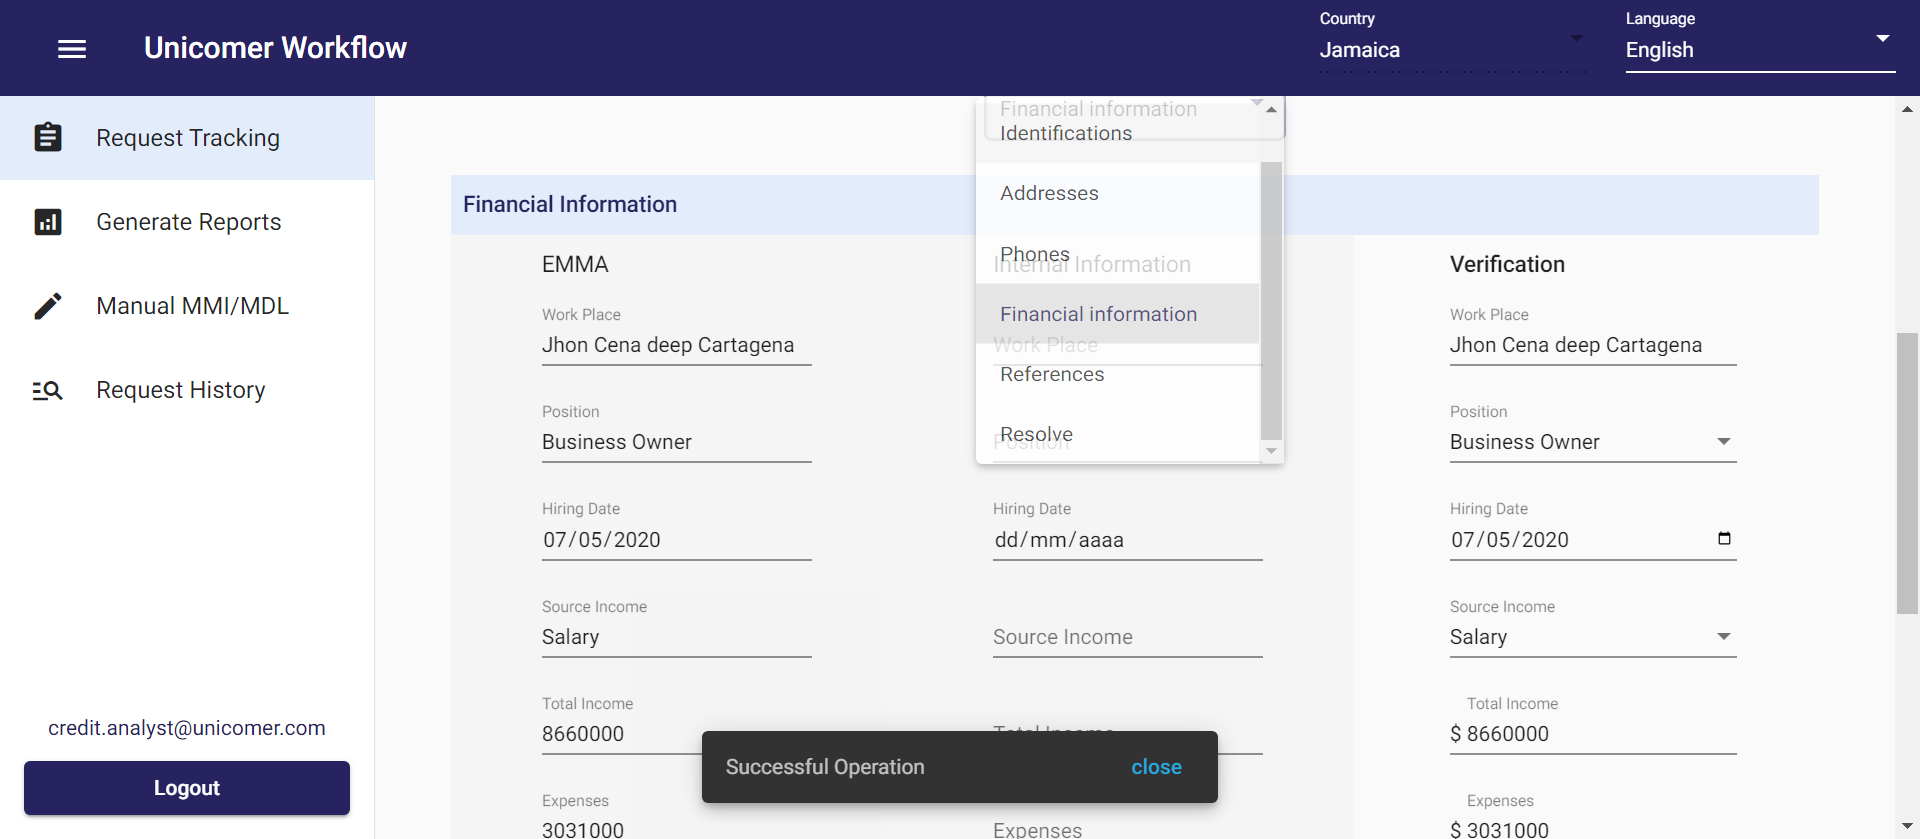 Unicomer Workflow
Country
Jamaica
Language
English
Request Tracking
Generate Reports
Manual MMI/MDL
Request History
credit.analyst@unicomer.com
Logout
Financial information
Identifications
Addresses
Phones
Financial information
References
Resolve
Financial Information
EMMA
Work Place
Jhon Cena deep Cartagena
Position
Business Owner
Hiring Date
07/05/2020
Source Income
Salary
Total Income
8660000
Expenses
3031000
Internal Information
Work Place
Position
Hiring Date
dd/mm/aaaa
Source Income
Total Income
Expenses
Verification
Work Place
Jhon Cena deep Cartagena
Position
Business Owner
Hiring Date
07/05/2020
Source Income
Salary
Total Income
$ 8660000
Expenses
$ 3031000
Successful Operation close